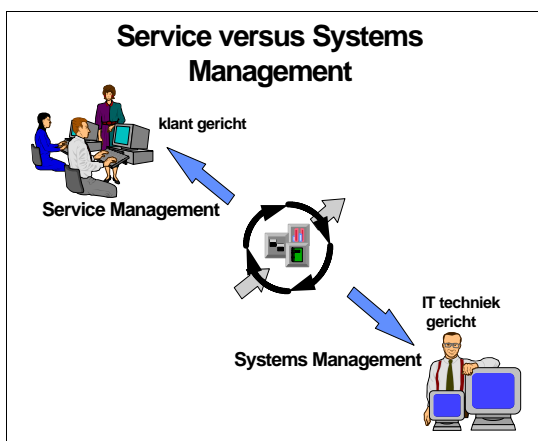 Service versus Systems
Management
klant gericht
Service Management
IT techniek
gericht
Systems Management